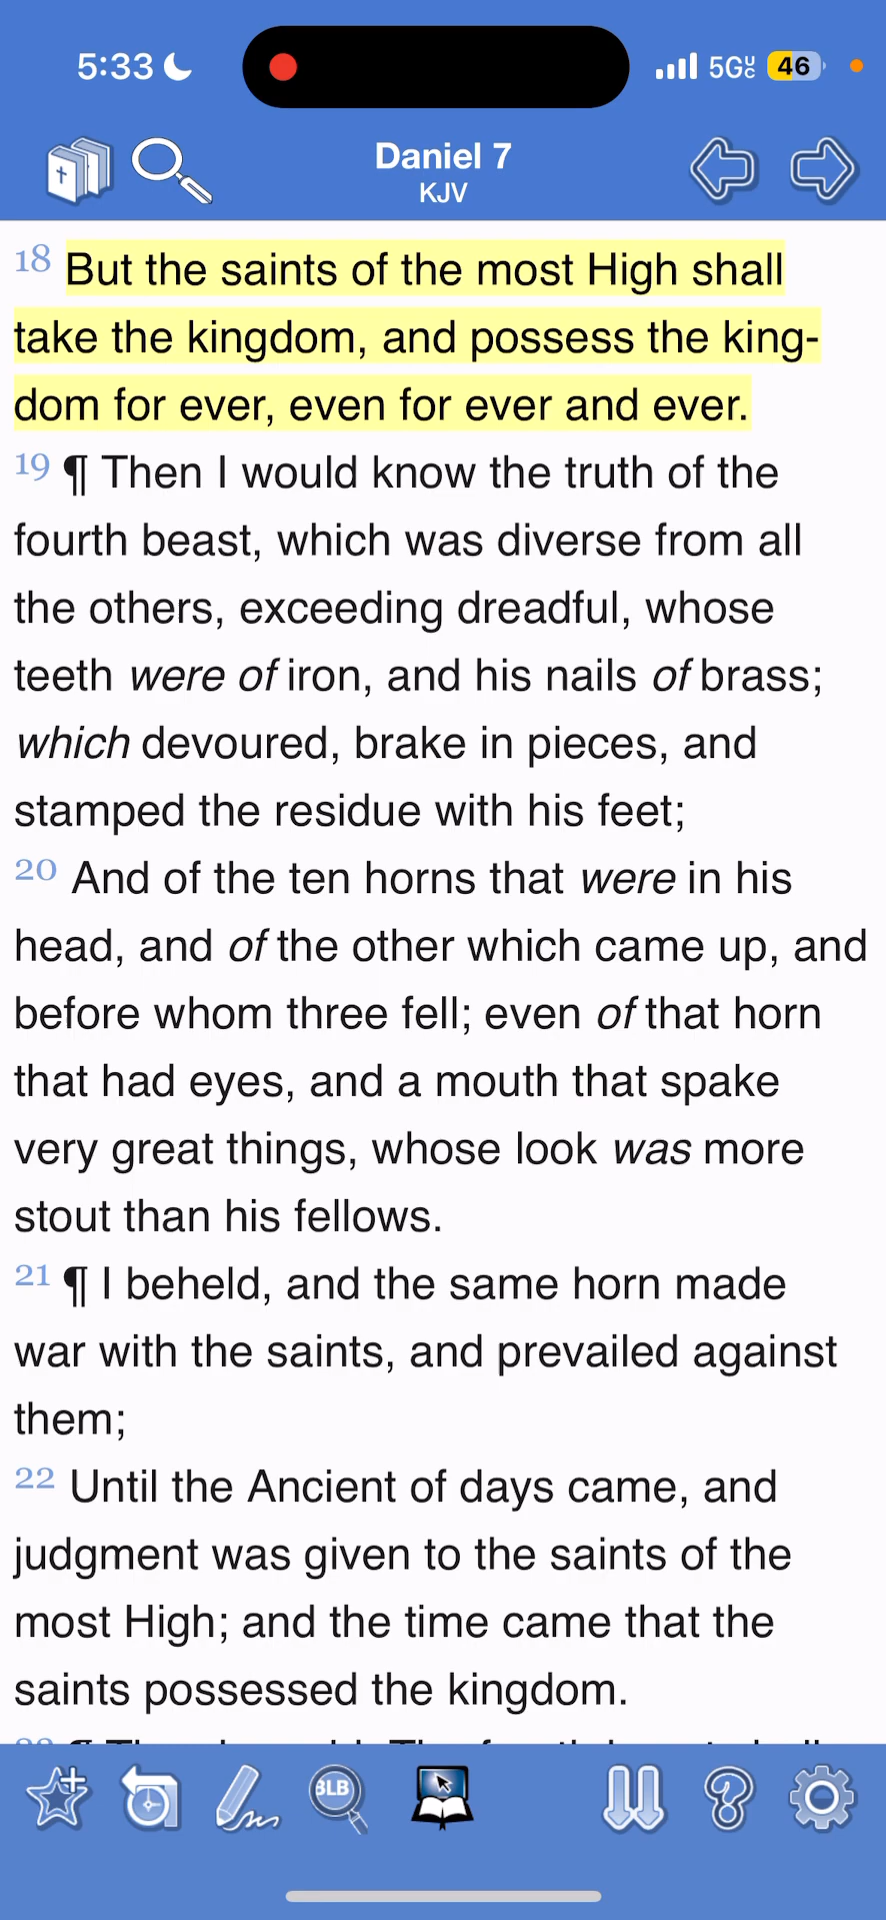 5:33
5GUC 46
Daniel 7
KJV
18 But the saints of the most High shall
take the kingdom, and possess the king-
dom for ever, even for ever and ever.
19 ¶ Then I would know the truth of the
fourth beast, which was diverse from all
the others, exceeding dreadful, whose
teeth were of iron, and his nails of brass;
which devoured, brake in pieces, and
stamped the residue with his feet;
20 And of the ten horns that were in his
head, and of the other which came up, and
before whom three fell; even of that horn
that had eyes, and a mouth that spake
very great things, whose look was more
stout than his fellows.
21 ¶ I beheld, and the same horn made
war with the saints, and prevailed against
them;
22 Until the Ancient of days came, and
judgment was given to the saints of the
most High; and the time came that the
saints possessed the kingdom.
BLB